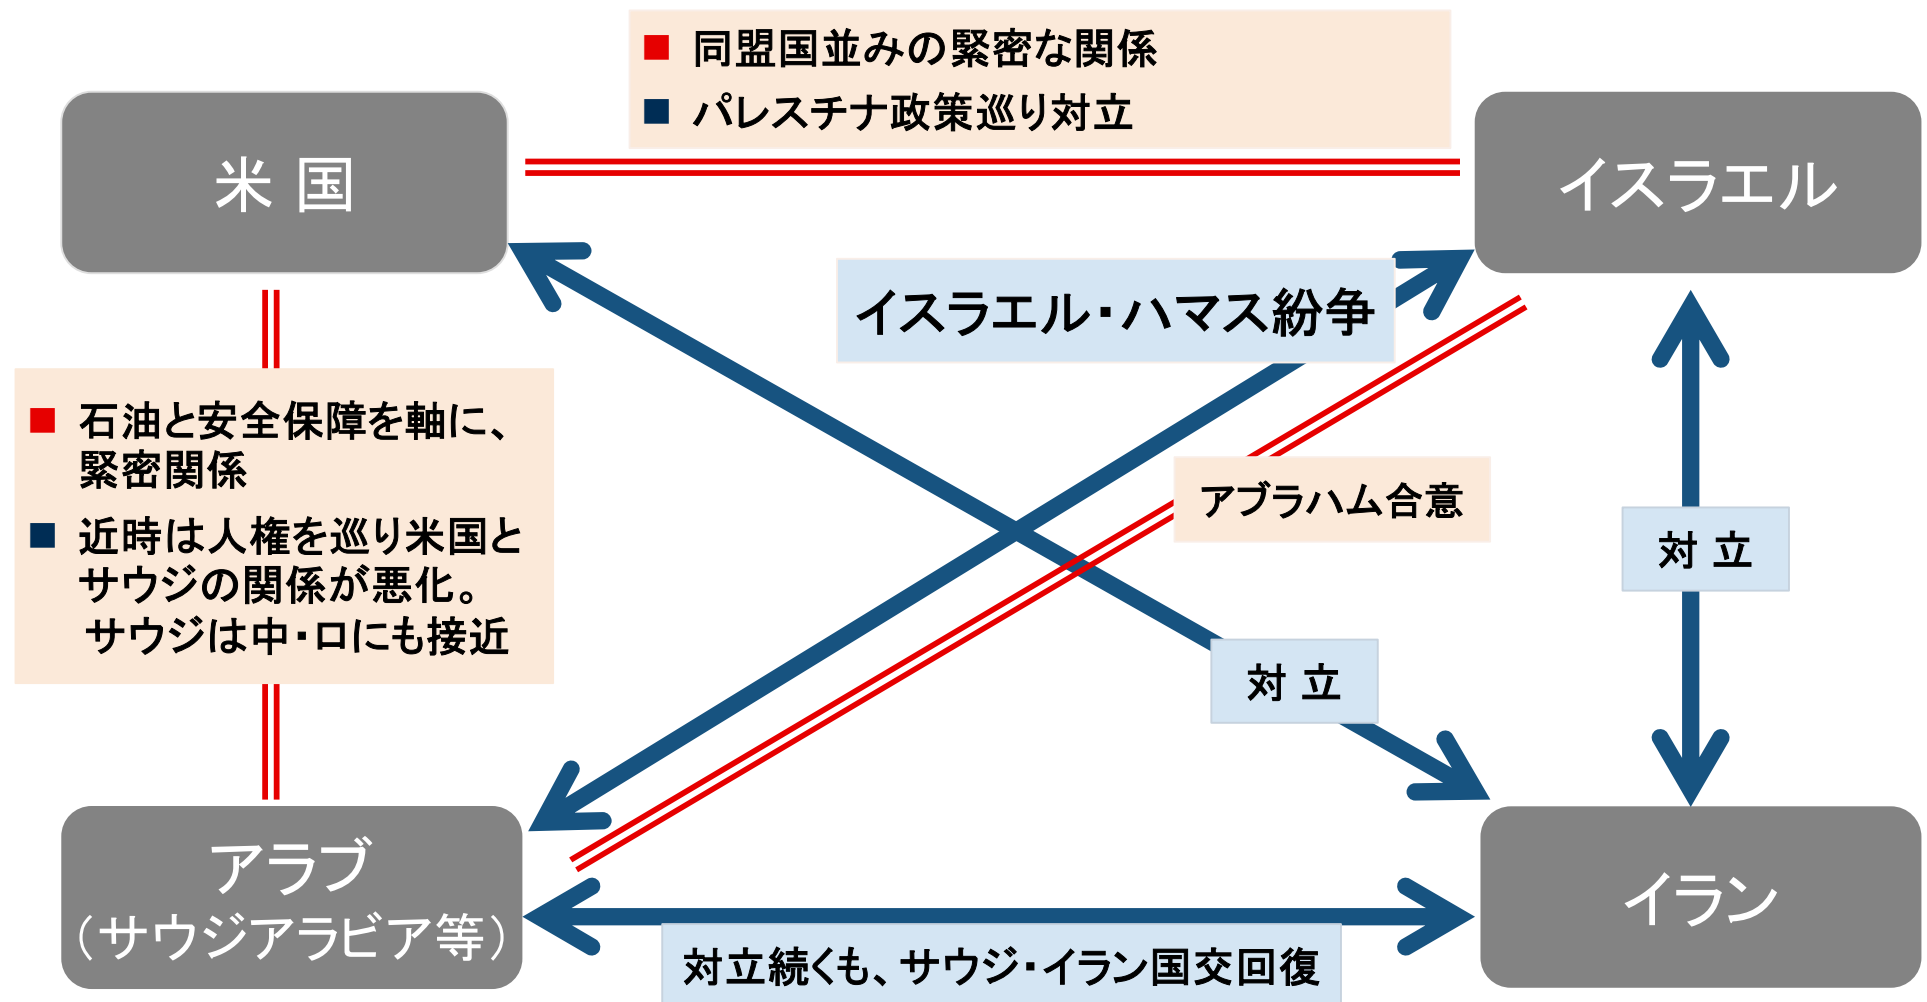 ■ 同盟国並みの緊密な関係
■ パレスチナ政策巡り対立
米 国
イスラエル
イスラエル・ハマス紛争
■ 石油と安全保障を軸に、
緊密関係
■ 近時は人権を巡り米国と
サウジの関係が悪化。
サウジは中・ロにも接近
アブラハム合意
対 立
対 立
アラブ
（サウジアラビア等）
イラン
対立続くも、サウジ・イラン国交回復